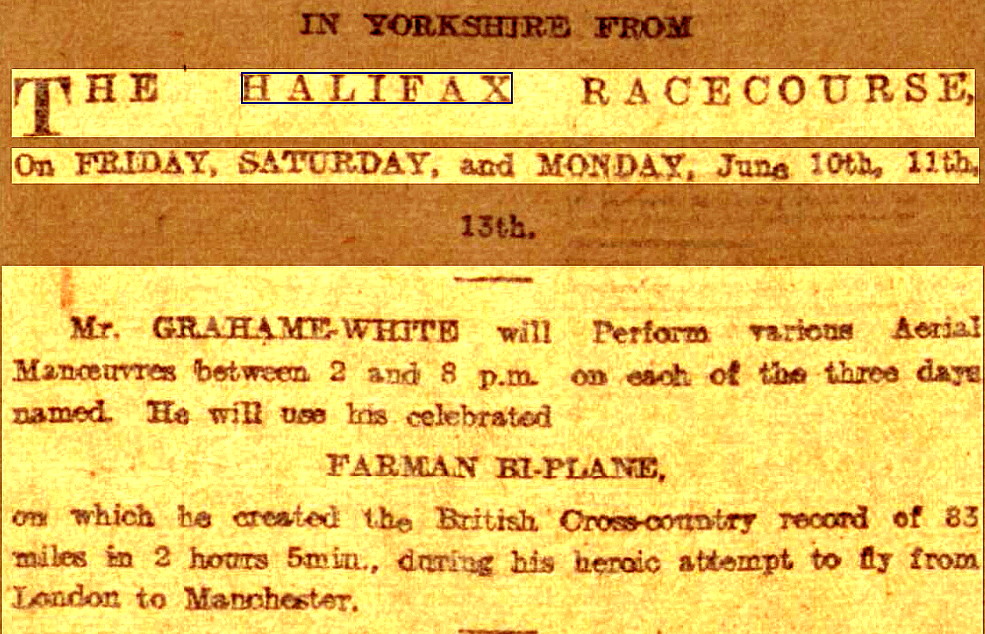 IN YORKSHIRE FROM
THE HALIFAX RACECOURSE,
On FRIDAY, SATURDAY, and MONDAY, June 10th, 11th,
13th.
Mr. GRAHAME-WHITE will Perform various Aerial
Manœuvres between 2 and 8 p.m. on each of the three days
named. He will use his celebrated
FARMAN BI-PLANE,
on which he created the British Cross-country record of 83
miles in 2 hours 5min., during his heroic attempt to fly from
London to Manchester.